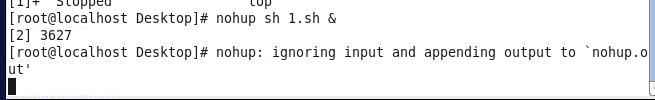 [1]+  Stopped                 top
[root@localhost Desktop]# nohup sh 1.sh &
[2] 3627
[root@localhost Desktop]# nohup: ignoring input and appending output to `nohup.o
ut'